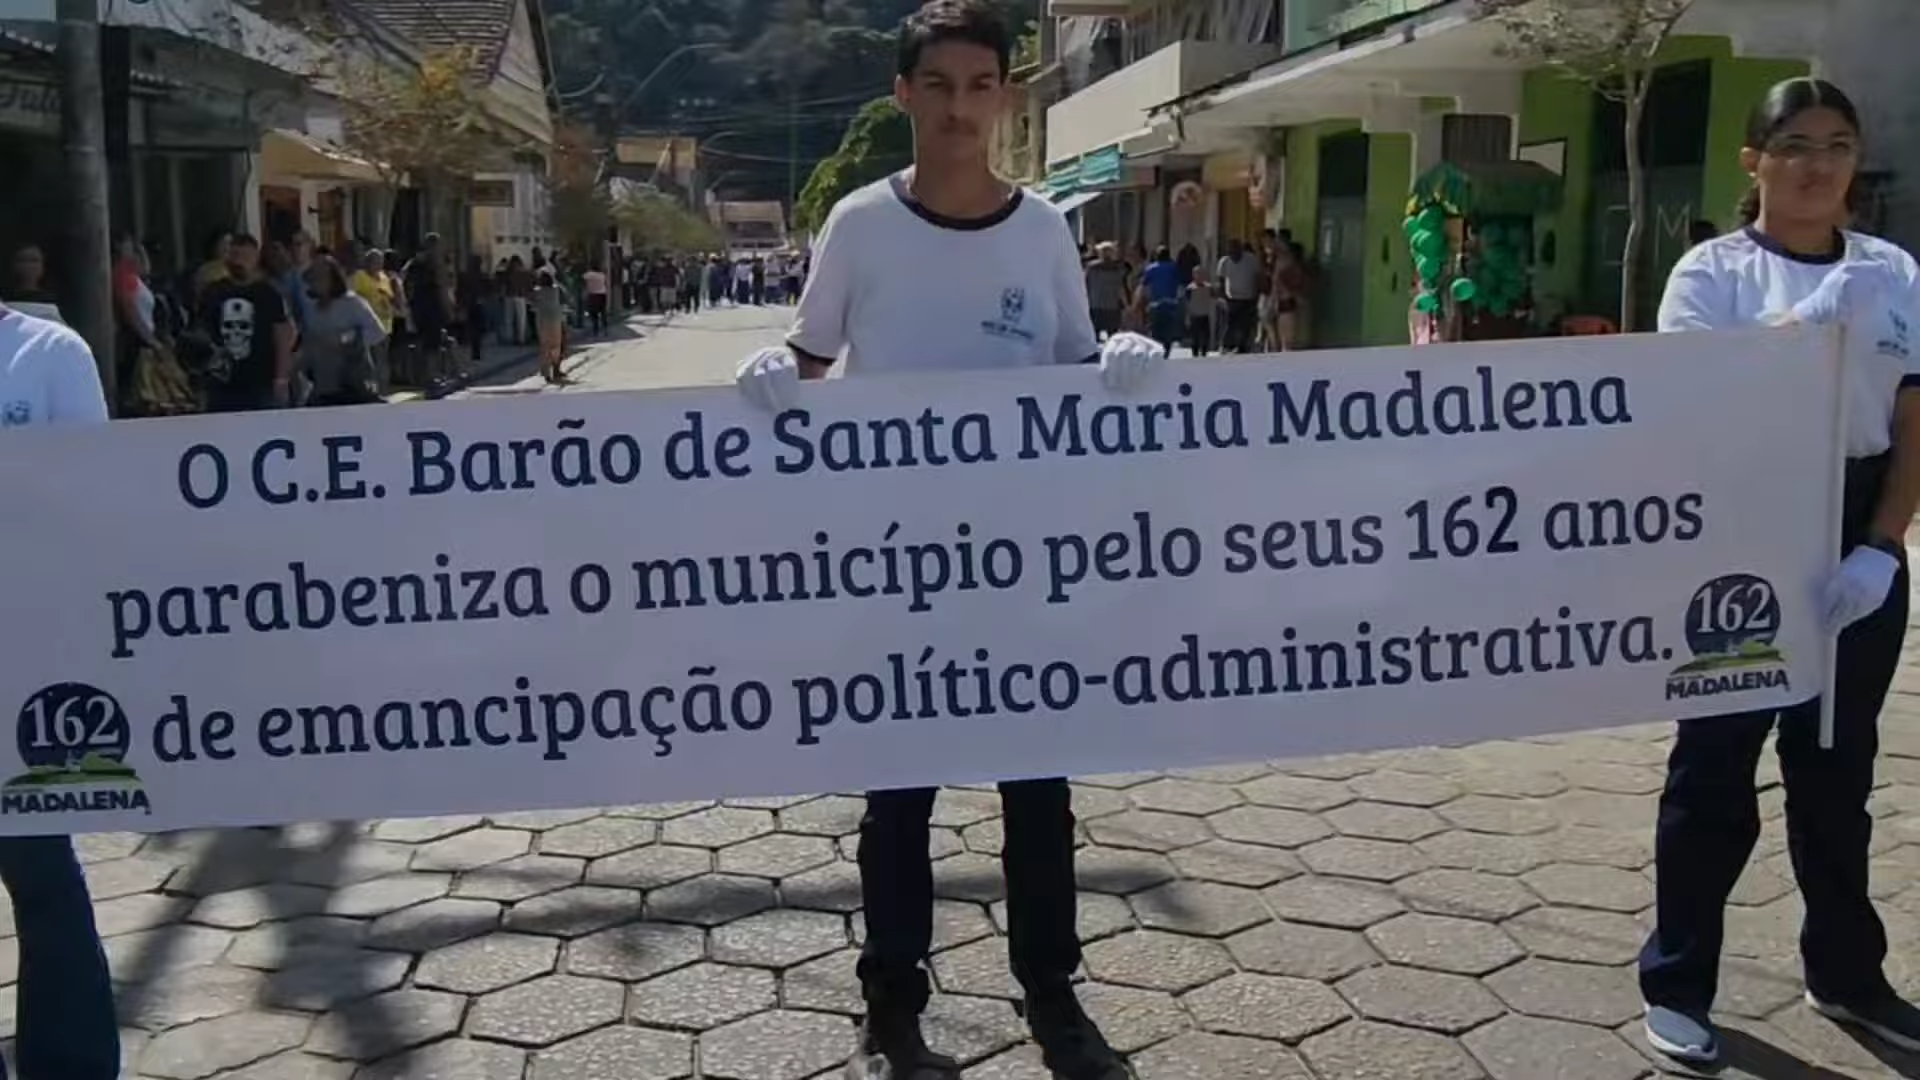 O C.E. Barão de Santa Maria Madalena
parabeniza o município pelo seus 162 anos
de emancipação político-administrativa.
162
MADALENA
162
MADALENA